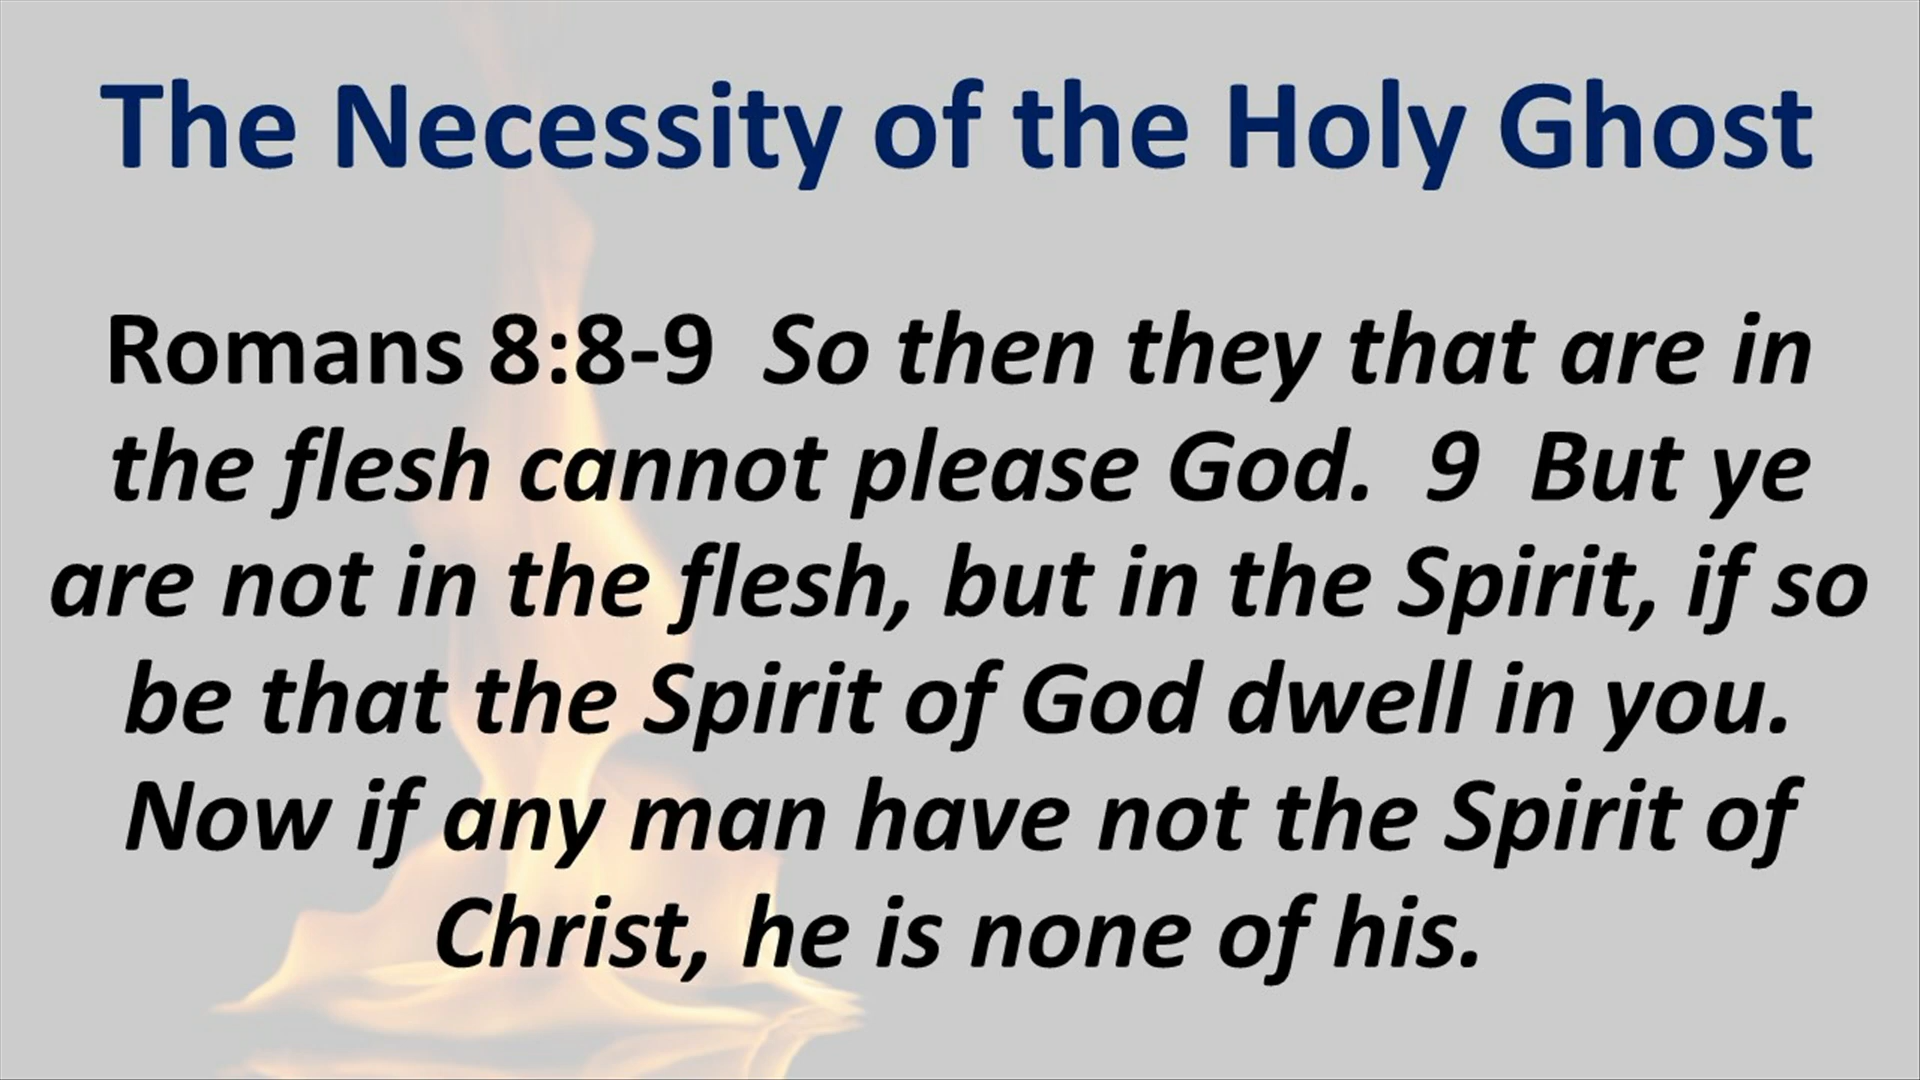 The Necessity of the Holy Ghost
Romans 8:8-9  So then they that are in
the flesh cannot please God.  9  But ye
are not in the flesh, but in the Spirit, if so
be that the Spirit of God dwell in you.
Now if any man have not the Spirit of
Christ, he is none of his.